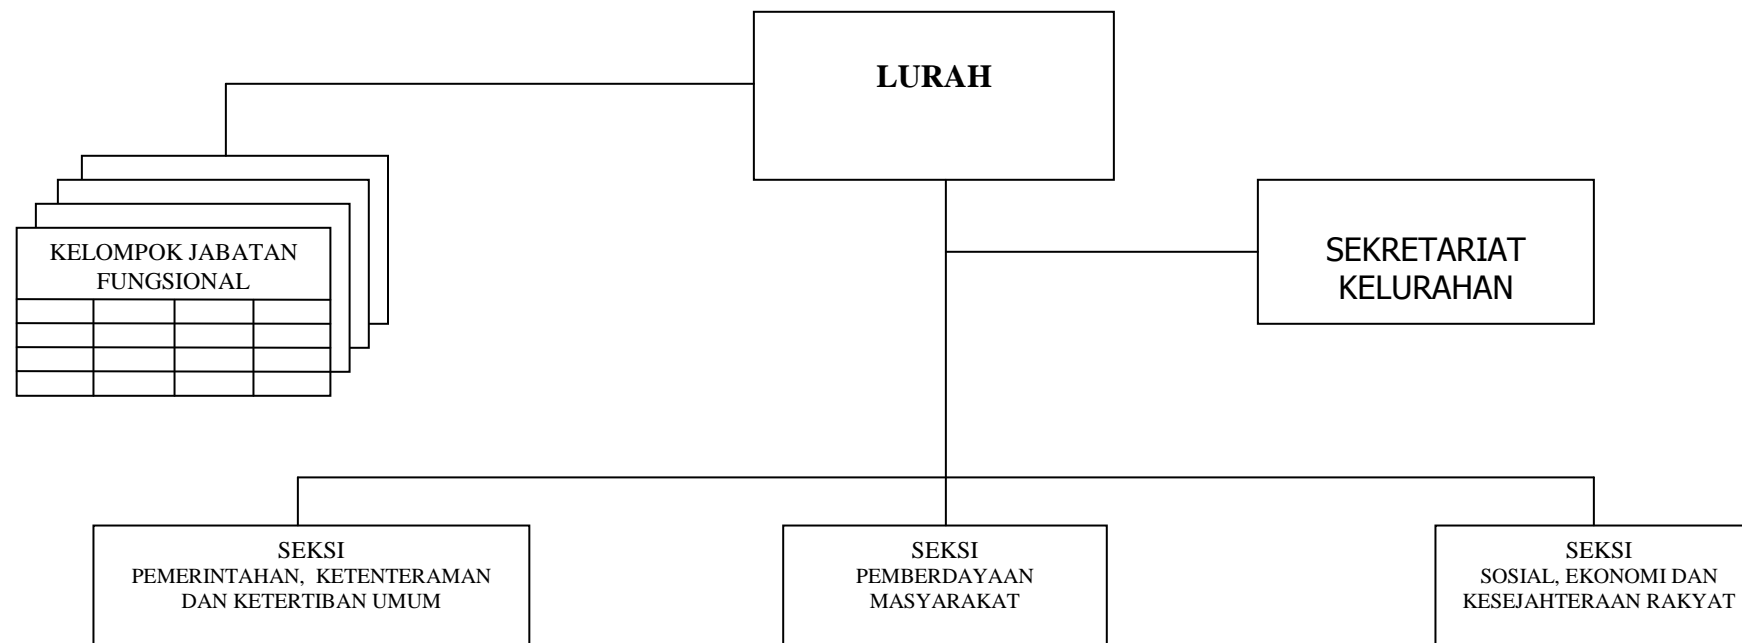 LURAH
KELOMPOK JABATAN
FUNGSIONAL
SEKRETARIAT
KELURAHAN
SEKSI
PEMERINTAHAN, KETENTERAMAN
DAN KETERTIBAN UMUM
SEKSI
PEMBERDAYAAN
MASYARAKAT
SEKSI
SOSIAL, EKONOMI DAN
KESEJAHTERAAN RAKYAT